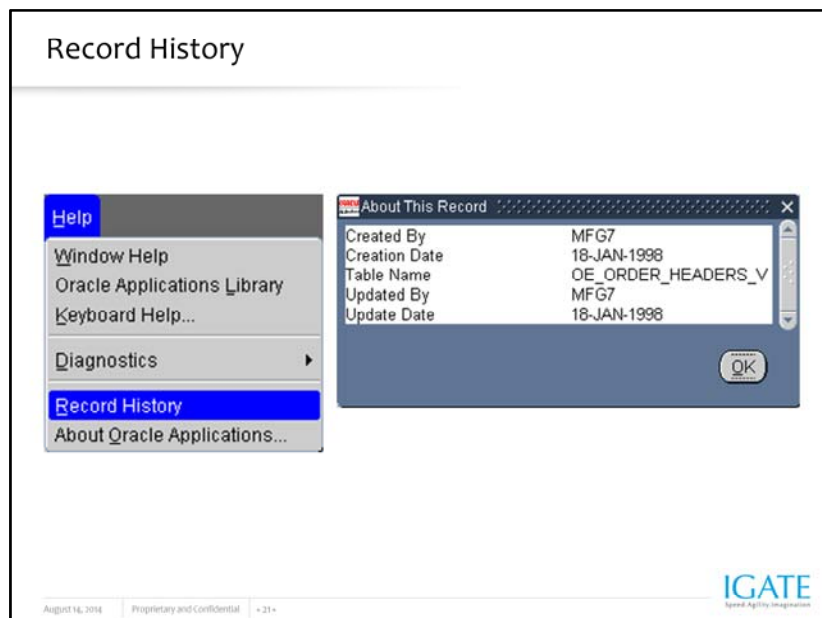 Record History
Help
Window Help
Oracle Applications Library
Keyboard Help...
Diagnostics
Record History
About Oracle Applications...
About This Record
Created By MFG7
Creation Date 18-JAN-1998
Table Name OE_ORDER_HEADERS_V
Updated By MFG7
Update Date 18-JAN-1998
OK
August 14, 2014 Proprietary and Confidential - 21 -
IGATE
Speed.Agility.Imagination